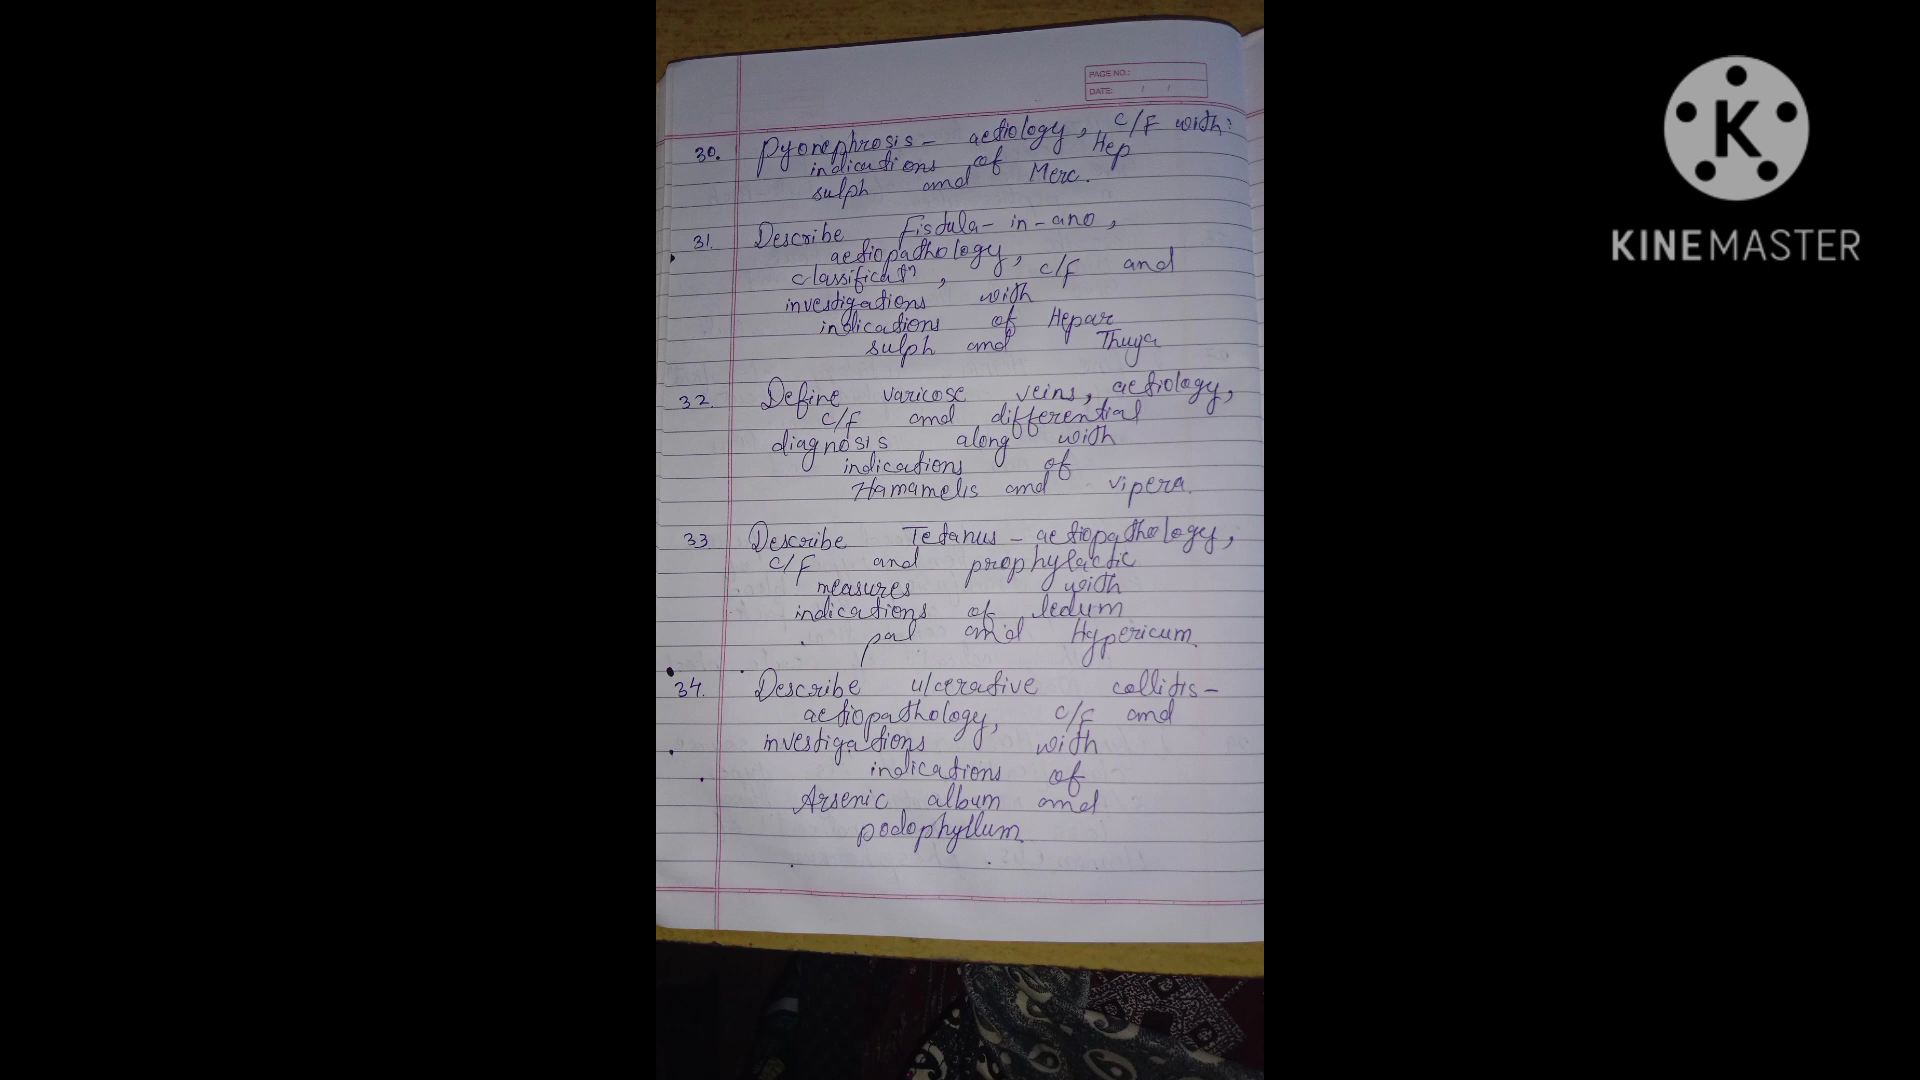 PAGE NO.:
DATE: / /
30. Pyonephrosis - aetiology, C/F with
indications of Hep
sulph and Merc.
31. Describe Fistula-in-ano,
aetiopathology,
classificatn, c/f and
investigations with
indications of Hepar
sulph and Thuya
32. Define varicose veins, aetiology,
C/F and differential
diagnosis along with
indications of
Hamamelis and vipera.
33 Describe Tetanus - aetiopathology,
C/F and prophylactic
measures with
indications of ledum
pal and Hypericum.
34. Describe ulcerative collitis-
aetiopathology, C/F and
investigations with
indications of
Arsenic album and
podophyllum.
K
KINEMASTER